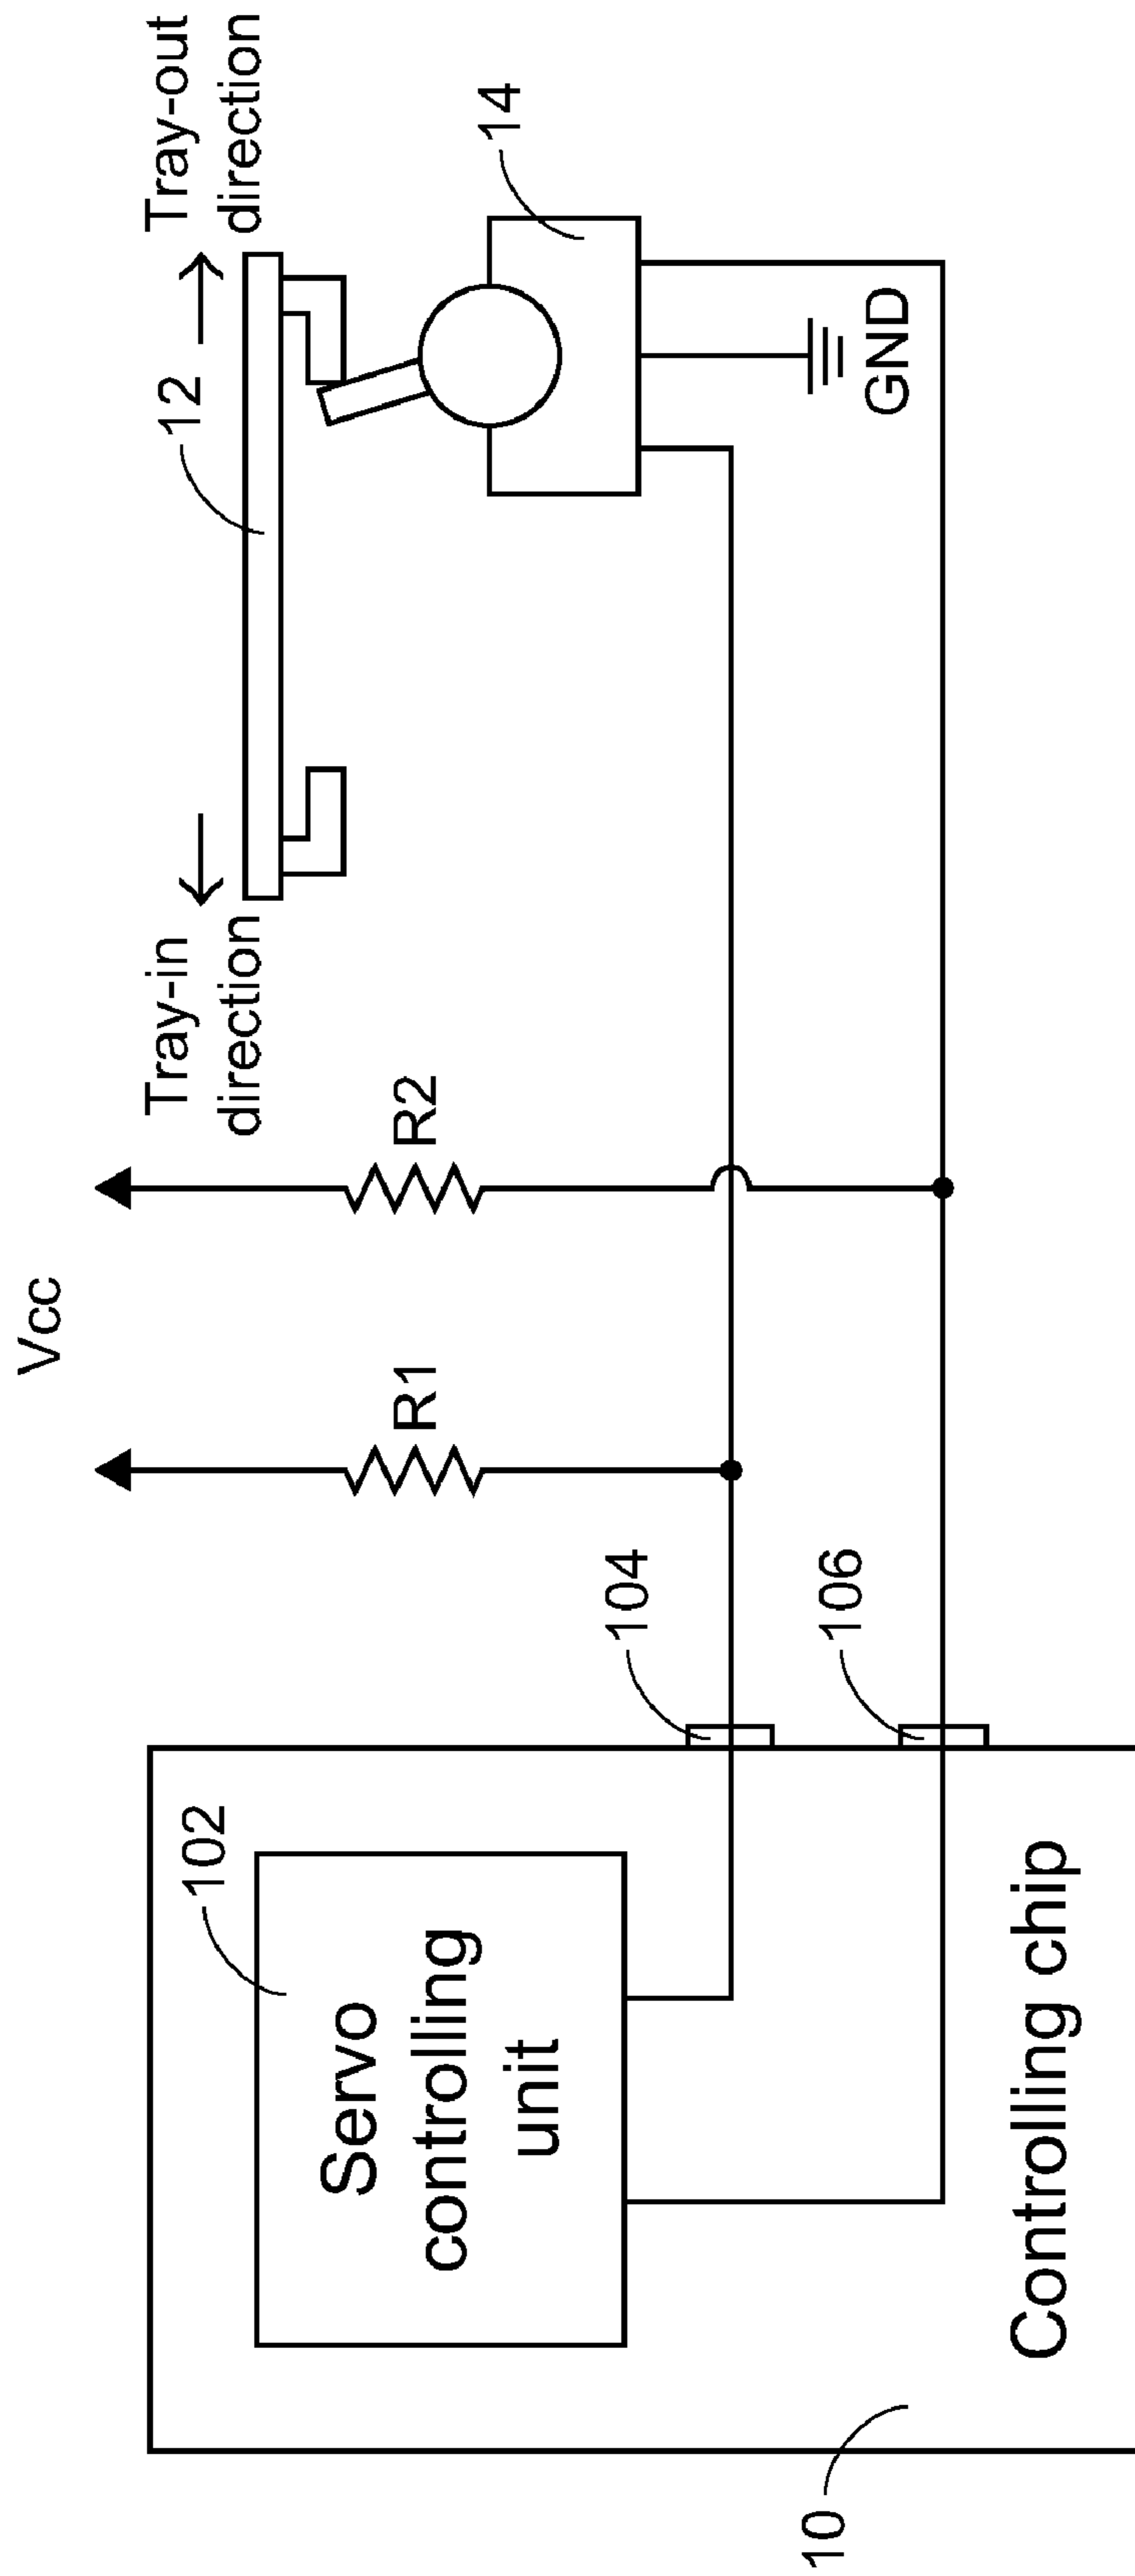 Vcc
Tray-in
direction
Tray-out
direction
12
R1
R2
14
102
104
106
GND
Servo
controlling
unit
Controlling chip
10